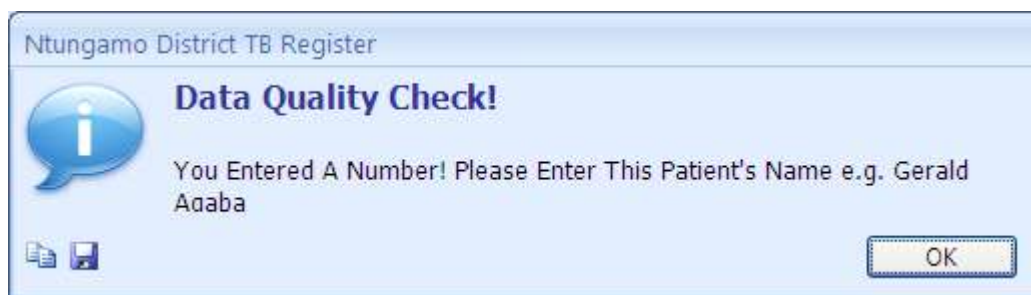 Ntungamo District TB Register
Data Quality Check!
You Entered A Number! Please Enter This Patient's Name e.g. Gerald
Agaba
OK